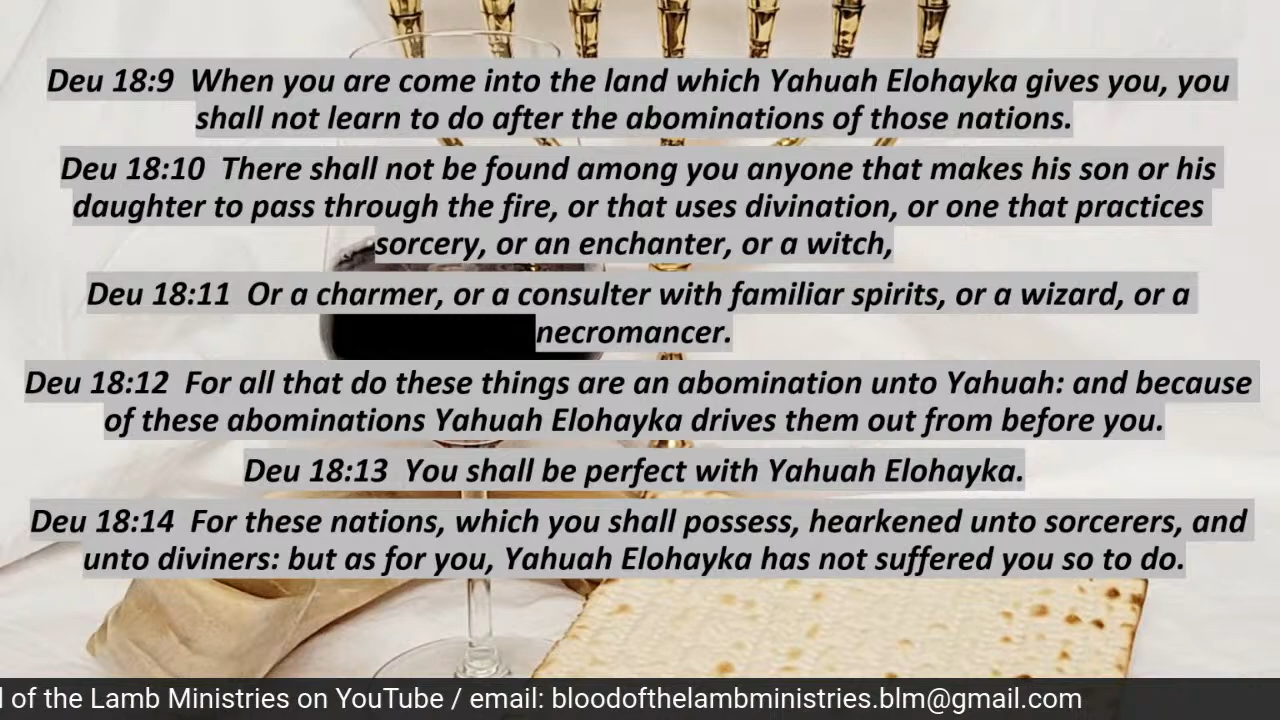 Deu 18:9 When you are come into the land which Yahuah Elohayka gives you, you
shall not learn to do after the abominations of those nations.
Deu 18:10 There shall not be found among you anyone that makes his son or his
daughter to pass through the fire, or that uses divination, or one that practices
sorcery, or an enchanter, or a witch,
Deu 18:11 Or a charmer, or a consulter with familiar spirits, or a wizard, or a
necromancer.
Deu 18:12 For all that do these things are an abomination unto Yahuah: and because
of these abominations Yahuah Elohayka drives them out from before you.
Deu 18:13 You shall be perfect with Yahuah Elohayka.
Deu 18:14 For these nations, which you shall possess, hearkened unto sorcerers, and
unto diviners: but as for you, Yahuah Elohayka has not suffered you so to do.
of the Lamb Ministries on YouTube / email: bloodofthelambministries.blm@gmail.com